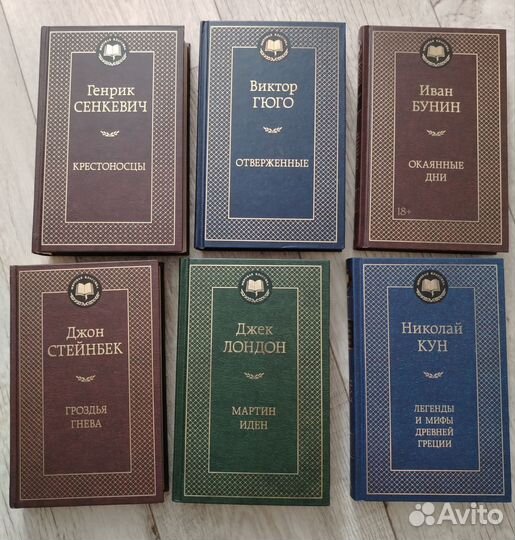 Генрик
СЕНКЕВИЧ
КРЕСТОНОСЦЫ
Виктор
ГЮГО
ОТВЕРЖЕННЫЕ
Иван
БУНИН
ОКАЯННЫЕ
ДНИ
18+
Джон
СТЕЙНБЕК
ГРОЗДЬЯ
ГНЕВА
Джек
ЛОНДОН
МАРТИН
ИДЕН
Николай
КУН
ЛЕГЕНДЫ
И МИФЫ
ДРЕВНЕЙ
ГРЕЦИИ
Avito